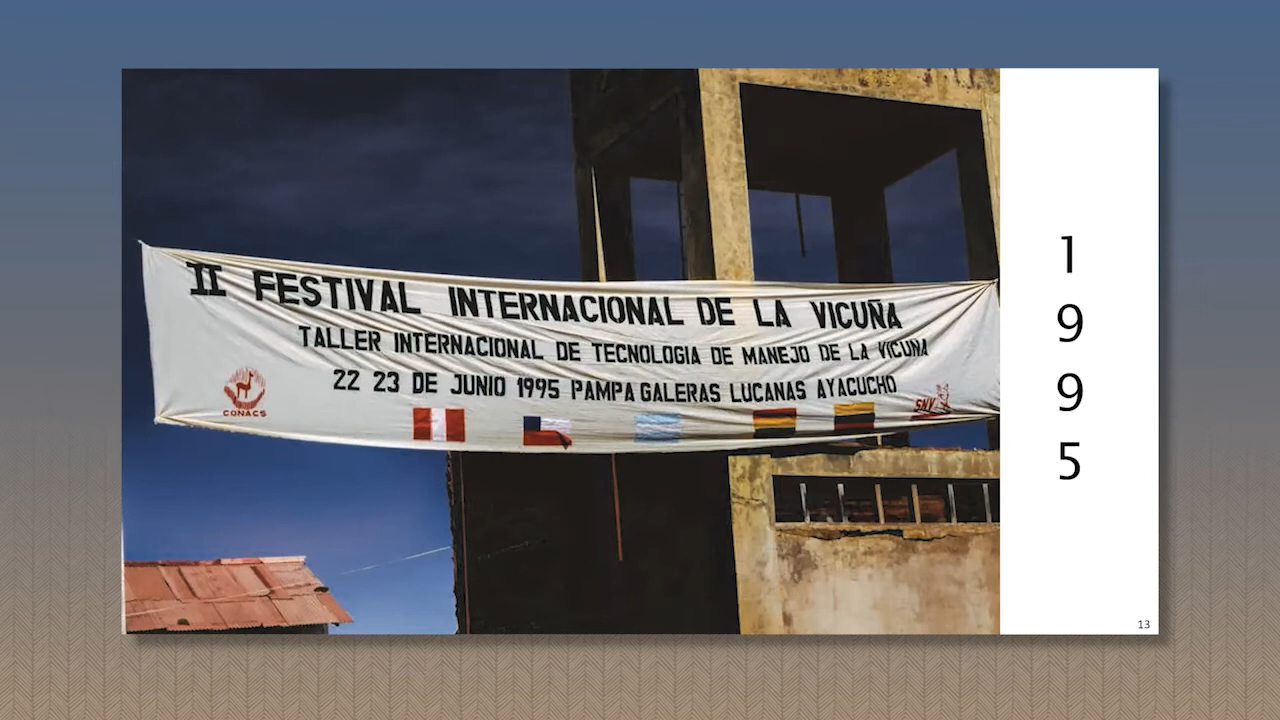 II FESTIVAL INTERNACIONAL DE LA VICUÑA
TALLER INTERNACIONAL DE TECNOLOGIA DE MANEJO DE LA VICUÑA
22 23 DE JUNIO 1995 PAMPA GALERAS LUCANAS AYACUCHO
CONACS
SNV
1
9
9
5
13